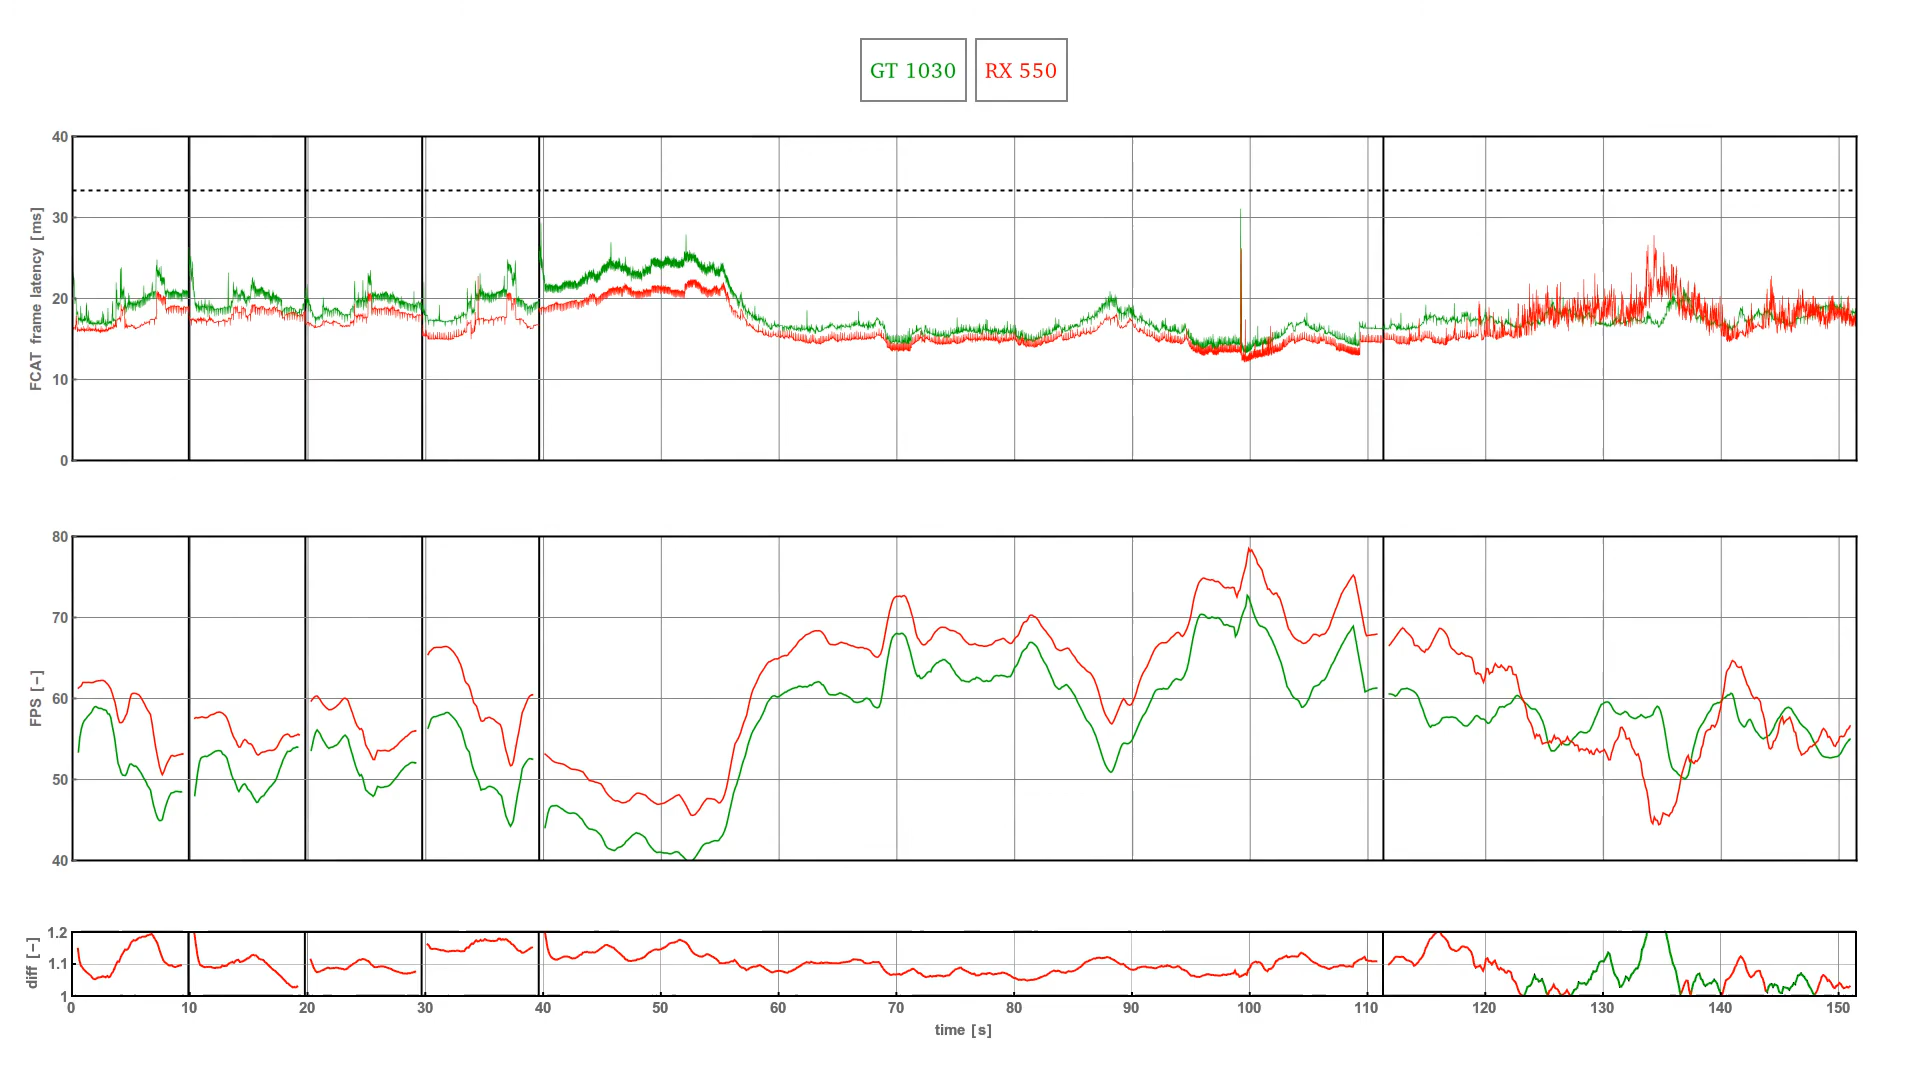 GT 1030 RX 550
FCAT frame latency [ms]
40
30
20
10
0
FPS [−]
80
70
60
50
40
diff [−]
1.2
1.1
1
0 10 20 30 40 50 60 70 80 90 100 110 120 130 140 150
time [s]